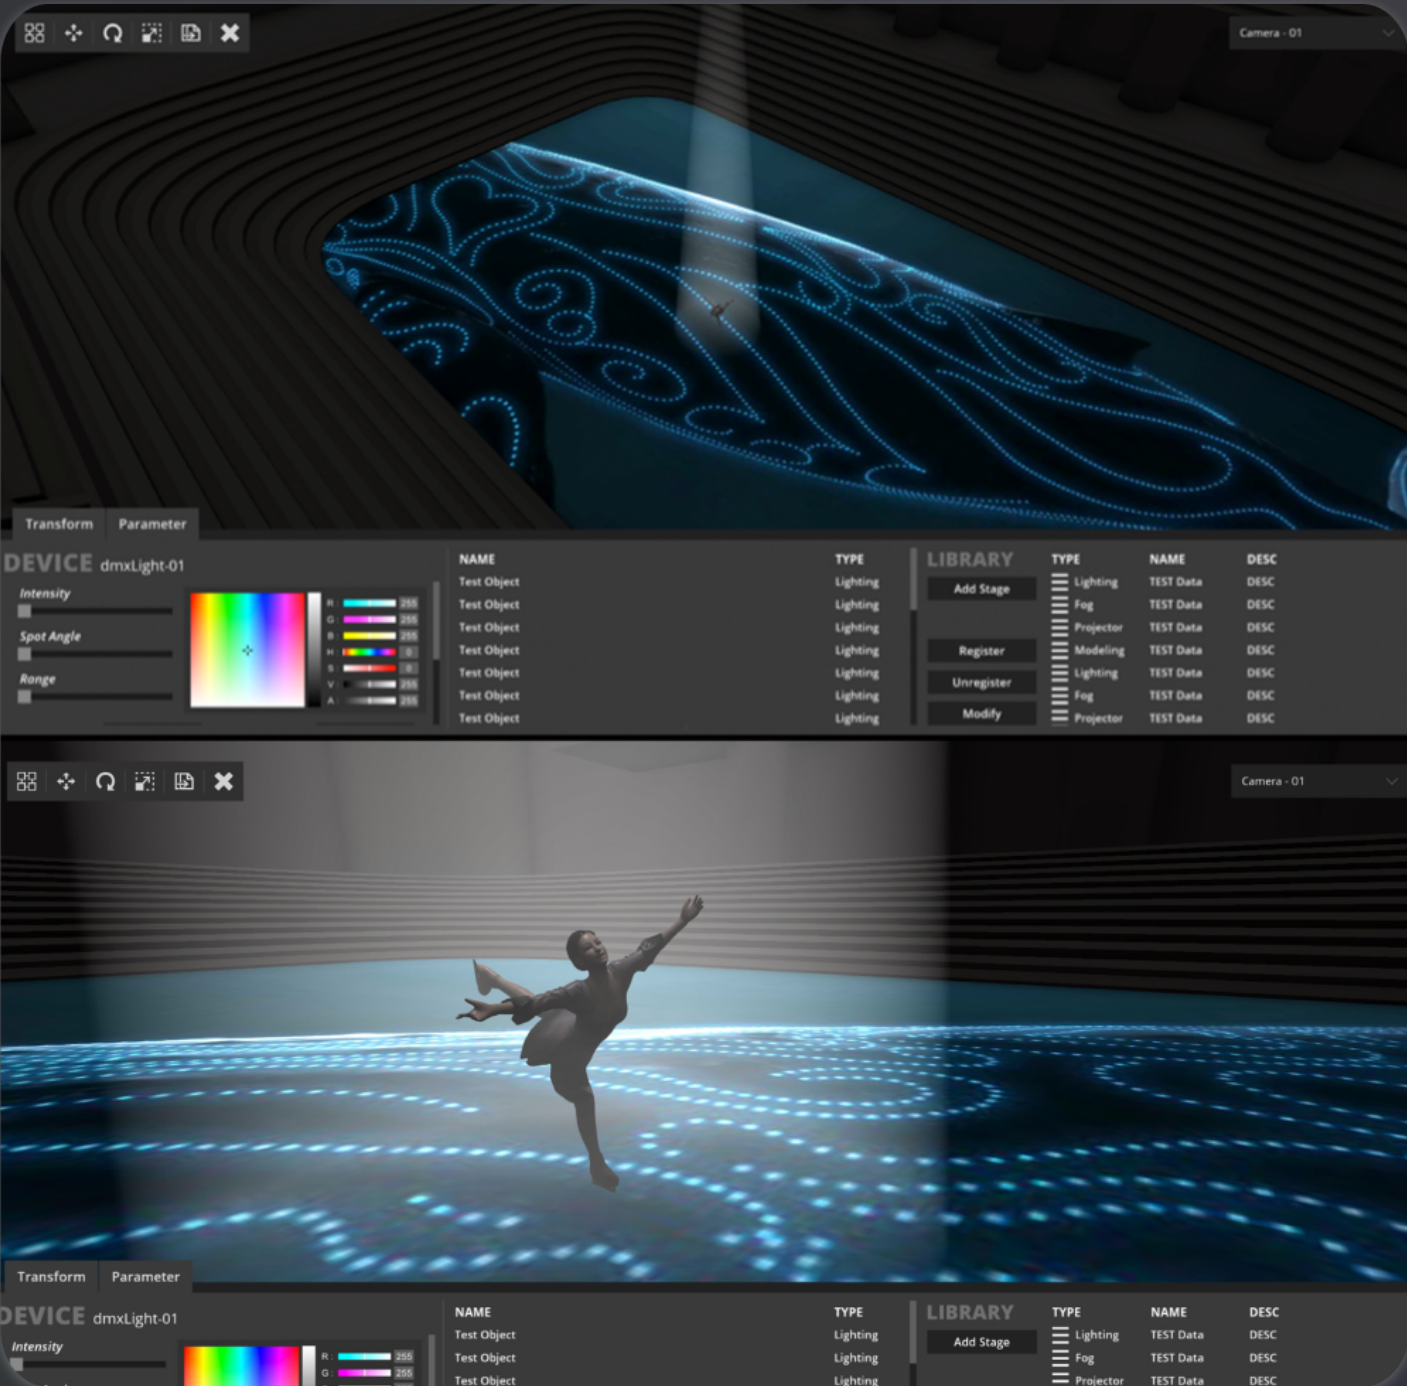 Camera - 01
Transform Parameter
DEVICE dmxLight-01
Intensity
Spot Angle
Range
R : 255
G : 255
B : 255
H : 0
S : 0
V : 255
A : 255
NAME TYPE
Test Object Lighting
Test Object Lighting
Test Object Lighting
Test Object Lighting
Test Object Lighting
Test Object Lighting
Test Object Lighting
LIBRARY
Add Stage
Register
Unregister
Modify
TYPE NAME DESC
Lighting TEST Data DESC
Fog TEST Data DESC
Projector TEST Data DESC
Modeling TEST Data DESC
Lighting TEST Data DESC
Fog TEST Data DESC
Projector TEST Data DESC
Camera - 01
Transform Parameter
DEVICE dmxLight-01
Intensity
R : 255
G : 255
NAME TYPE
Test Object Lighting
Test Object Lighting
Test Object Lighting
LIBRARY
Add Stage
TYPE NAME DESC
Lighting TEST Data DESC
Fog TEST Data DESC
Projector TEST Data DESC